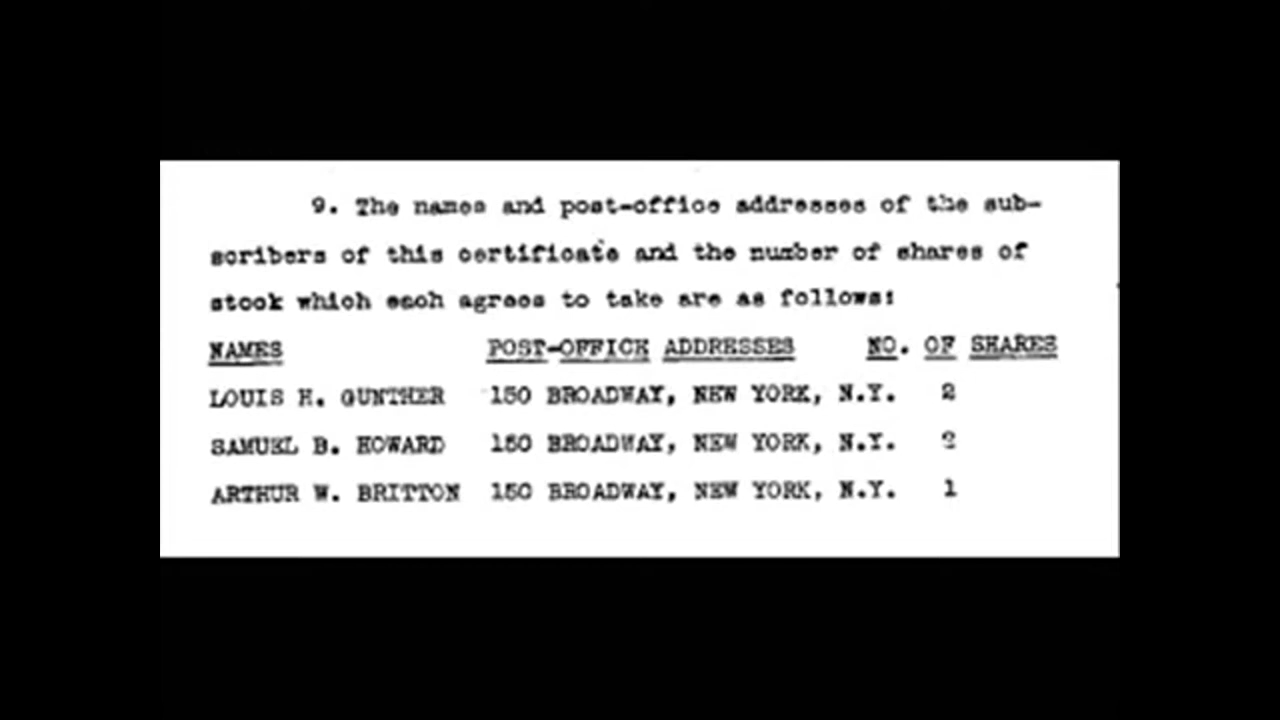 9. The names and post-office addresses of the sub-
scribers of this certificate and the number of shares of
stock which each agrees to take are as follows:
NAMES POST-OFFICE ADDRESSES NO. OF SHARES
LOUIS H. GUNTHER 150 BROADWAY, NEW YORK, N.Y. 2
SAMUEL B. HOWARD 150 BROADWAY, NEW YORK, N.Y. 2
ARTHUR W. BRITTON 150 BROADWAY, NEW YORK, N.Y. 1